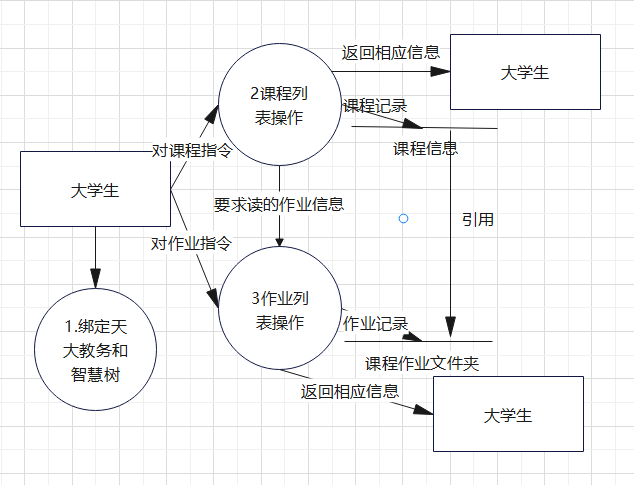 返回相应信息
大学生
2课程列
表操作
课程记录
课程信息
对课程指令
大学生
要求读的作业信息
引用
对作业指令
3作业列
表操作
1.绑定天
大教务和
智慧树
作业记录
课程作业文件夹
返回相应信息
大学生